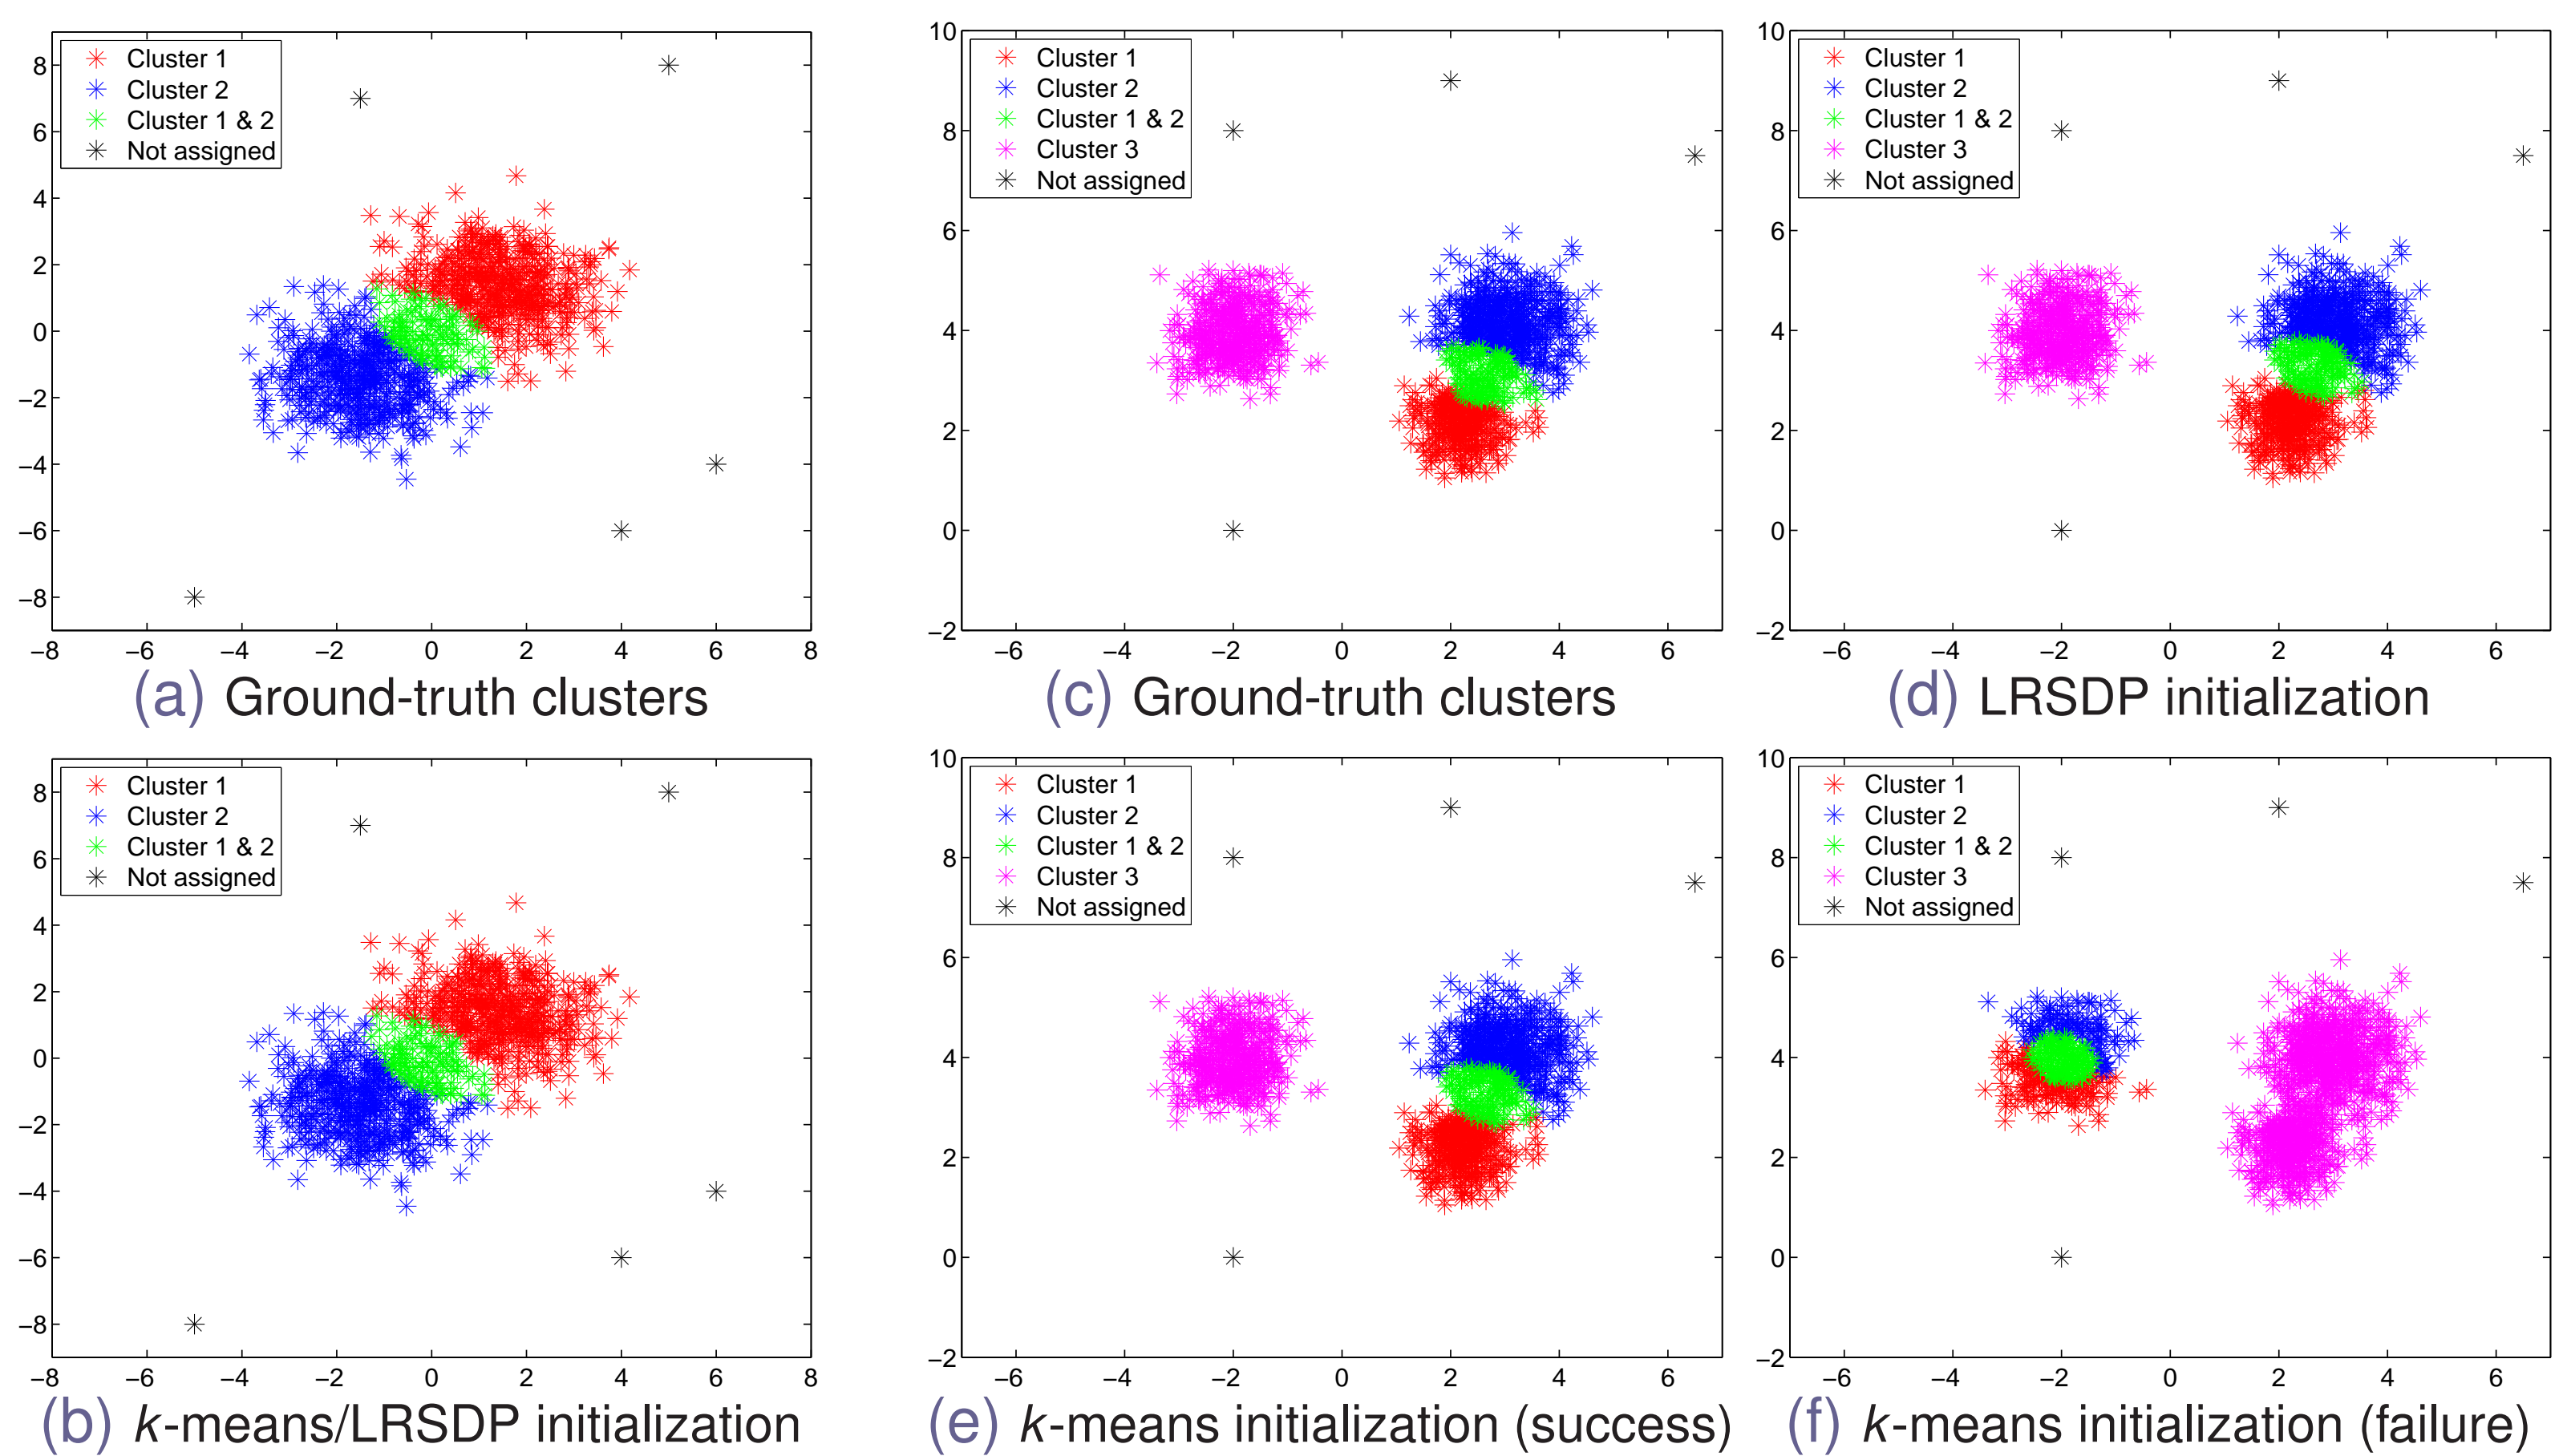 Cluster 1
Cluster 2
Cluster 1 & 2
Not assigned
8
6
4
2
0
−2
−4
−6
−8
−8 −6 −4 −2 0 2 4 6 8
(a) Ground-truth clusters
Cluster 1
Cluster 2
Cluster 1 & 2
Cluster 3
Not assigned
10
8
6
4
2
0
−2
−6 −4 −2 0 2 4 6
(c) Ground-truth clusters
Cluster 1
Cluster 2
Cluster 1 & 2
Cluster 3
Not assigned
10
8
6
4
2
0
−2
−6 −4 −2 0 2 4 6
(d) LRSDP initialization
Cluster 1
Cluster 2
Cluster 1 & 2
Not assigned
8
6
4
2
0
−2
−4
−6
−8
−8 −6 −4 −2 0 2 4 6 8
(b) k-means/LRSDP initialization
Cluster 1
Cluster 2
Cluster 1 & 2
Cluster 3
Not assigned
10
8
6
4
2
0
−2
−6 −4 −2 0 2 4 6
(e) k-means initialization (success)
Cluster 1
Cluster 2
Cluster 1 & 2
Cluster 3
Not assigned
10
8
6
4
2
0
−2
−6 −4 −2 0 2 4 6
(f) k-means initialization (failure)